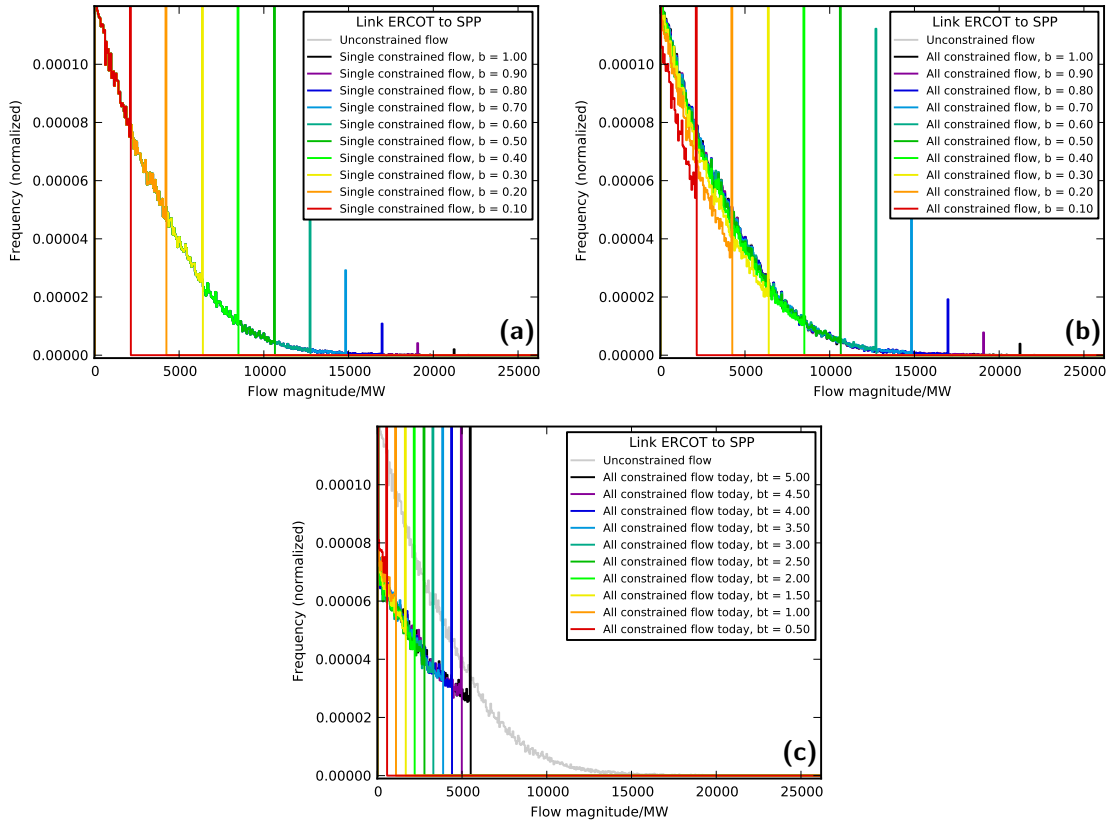 Link ERCOT to SPP
Unconstrained flow
Single constrained flow, b = 1.00
Single constrained flow, b = 0.90
Single constrained flow, b = 0.80
Single constrained flow, b = 0.70
Single constrained flow, b = 0.60
Single constrained flow, b = 0.50
Single constrained flow, b = 0.40
Single constrained flow, b = 0.30
Single constrained flow, b = 0.20
Single constrained flow, b = 0.10
0.00010
0.00008
0.00006
0.00004
0.00002
0.00000
Frequency (normalized)
(a)
0 5000 10000 15000 20000 25000
Flow magnitude/MW
Link ERCOT to SPP
Unconstrained flow
All constrained flow, b = 1.00
All constrained flow, b = 0.90
All constrained flow, b = 0.80
All constrained flow, b = 0.70
All constrained flow, b = 0.60
All constrained flow, b = 0.50
All constrained flow, b = 0.40
All constrained flow, b = 0.30
All constrained flow, b = 0.20
All constrained flow, b = 0.10
0.00010
0.00008
0.00006
0.00004
0.00002
0.00000
Frequency (normalized)
(b)
0 5000 10000 15000 20000 25000
Flow magnitude/MW
Link ERCOT to SPP
Unconstrained flow
All constrained flow today, bt = 5.00
All constrained flow today, bt = 4.50
All constrained flow today, bt = 4.00
All constrained flow today, bt = 3.50
All constrained flow today, bt = 3.00
All constrained flow today, bt = 2.50
All constrained flow today, bt = 2.00
All constrained flow today, bt = 1.50
All constrained flow today, bt = 1.00
All constrained flow today, bt = 0.50
0.00010
0.00008
0.00006
0.00004
0.00002
0.00000
Frequency (normalized)
(c)
0 5000 10000 15000 20000 25000
Flow magnitude/MW